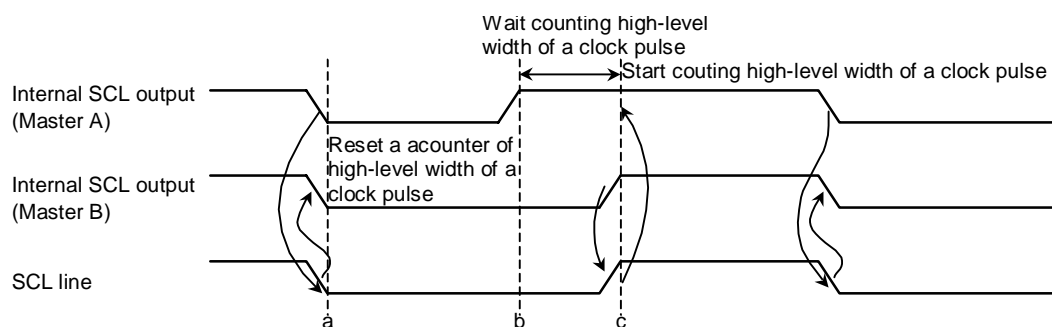 Wait counting high-level
width of a clock pulse
Start couting high-level width of a clock pulse
Internal SCL output
(Master A)
Reset a acounter of
high-level width of a
clock pulse
Internal SCL output
(Master B)
SCL line
a
b
c